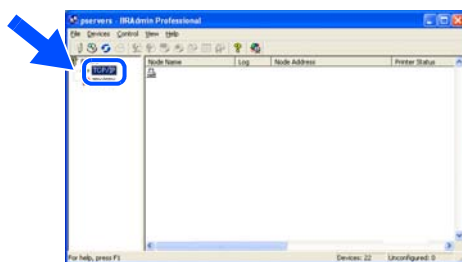 pservers - BRAdmin Professional
File Devices Control View Help
Node Name Log Node Address Printer Status
TCP/IP
For help, press F1 Devices: 22 Unconfigured: 0